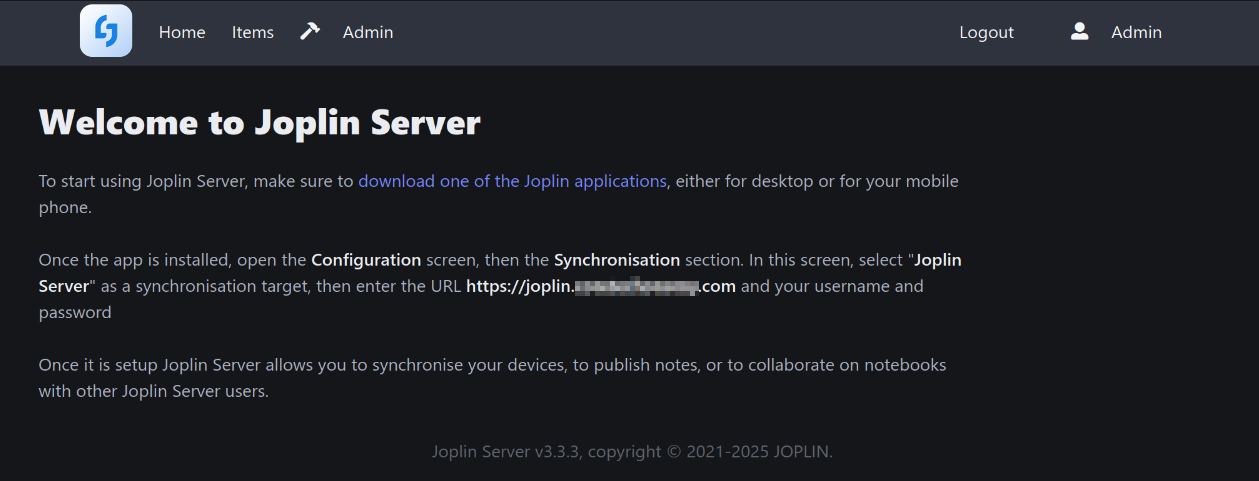 Home Items Admin Logout Admin
Welcome to Joplin Server
To start using Joplin Server, make sure to download one of the Joplin applications, either for desktop or for your mobile
phone.
Once the app is installed, open the Configuration screen, then the Synchronisation section. In this screen, select "Joplin
Server" as a synchronisation target, then enter the URL https://joplin. .com and your username and
password
Once it is setup Joplin Server allows you to synchronise your devices, to publish notes, or to collaborate on notebooks
with other Joplin Server users.
Joplin Server v3.3.3, copyright © 2021-2025 JOPLIN.